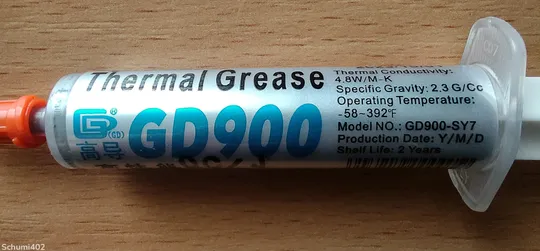 Thermal Grease
GD900
(GD)
®
Thermal Conductivity:
4.8W/M-K
Specific Gravity: 2.3 G/Cc
Operating Temperature:
-58~392℉
Model NO.: GD900-SY7
Production Date: Y/M/D
Shelf Life: 2 Years
Schumi402